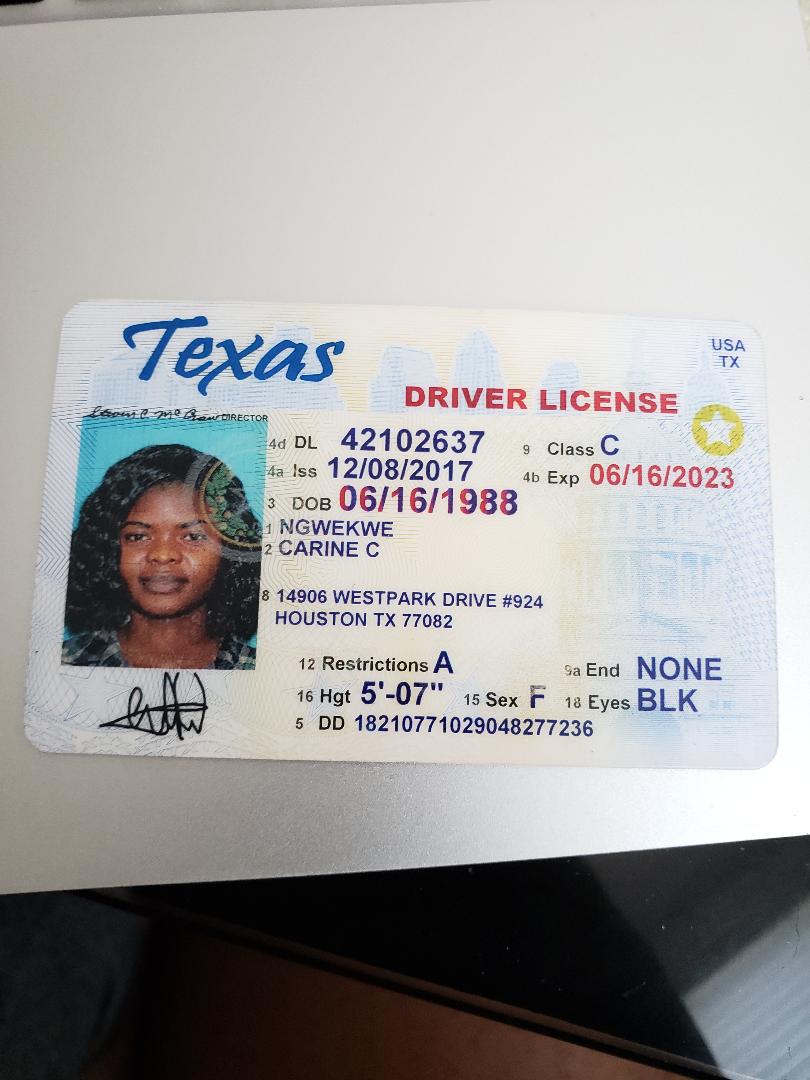 Texas
USA
TX
DRIVER LICENSE
DIRECTOR
4d DL 42102637 9 Class C
4a Iss 12/08/2017 4b Exp 06/16/2023
3 DOB 06/16/1988
1 NGWEKWE
2 CARINE C
8 14906 WESTPARK DRIVE #924
HOUSTON TX 77082
12 Restrictions A 9a End NONE
16 Hgt 5'-07" 15 Sex F 18 Eyes BLK
5 DD 18210771029048277236